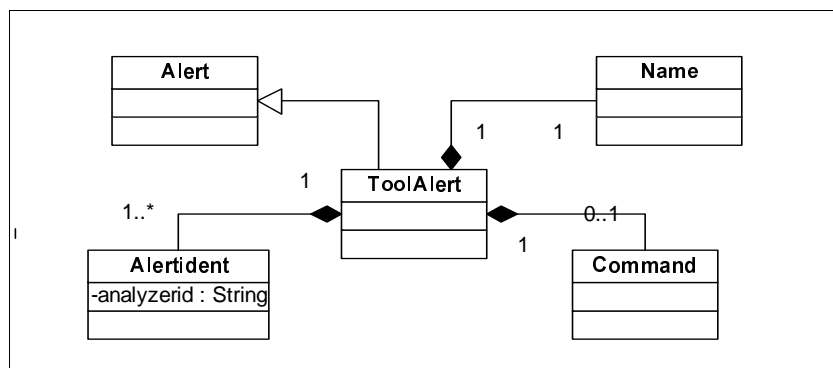 Alert
Name
1
1
1
ToolAlert
1..*
0..1
1
Alertident
-analyzerid : String
Command